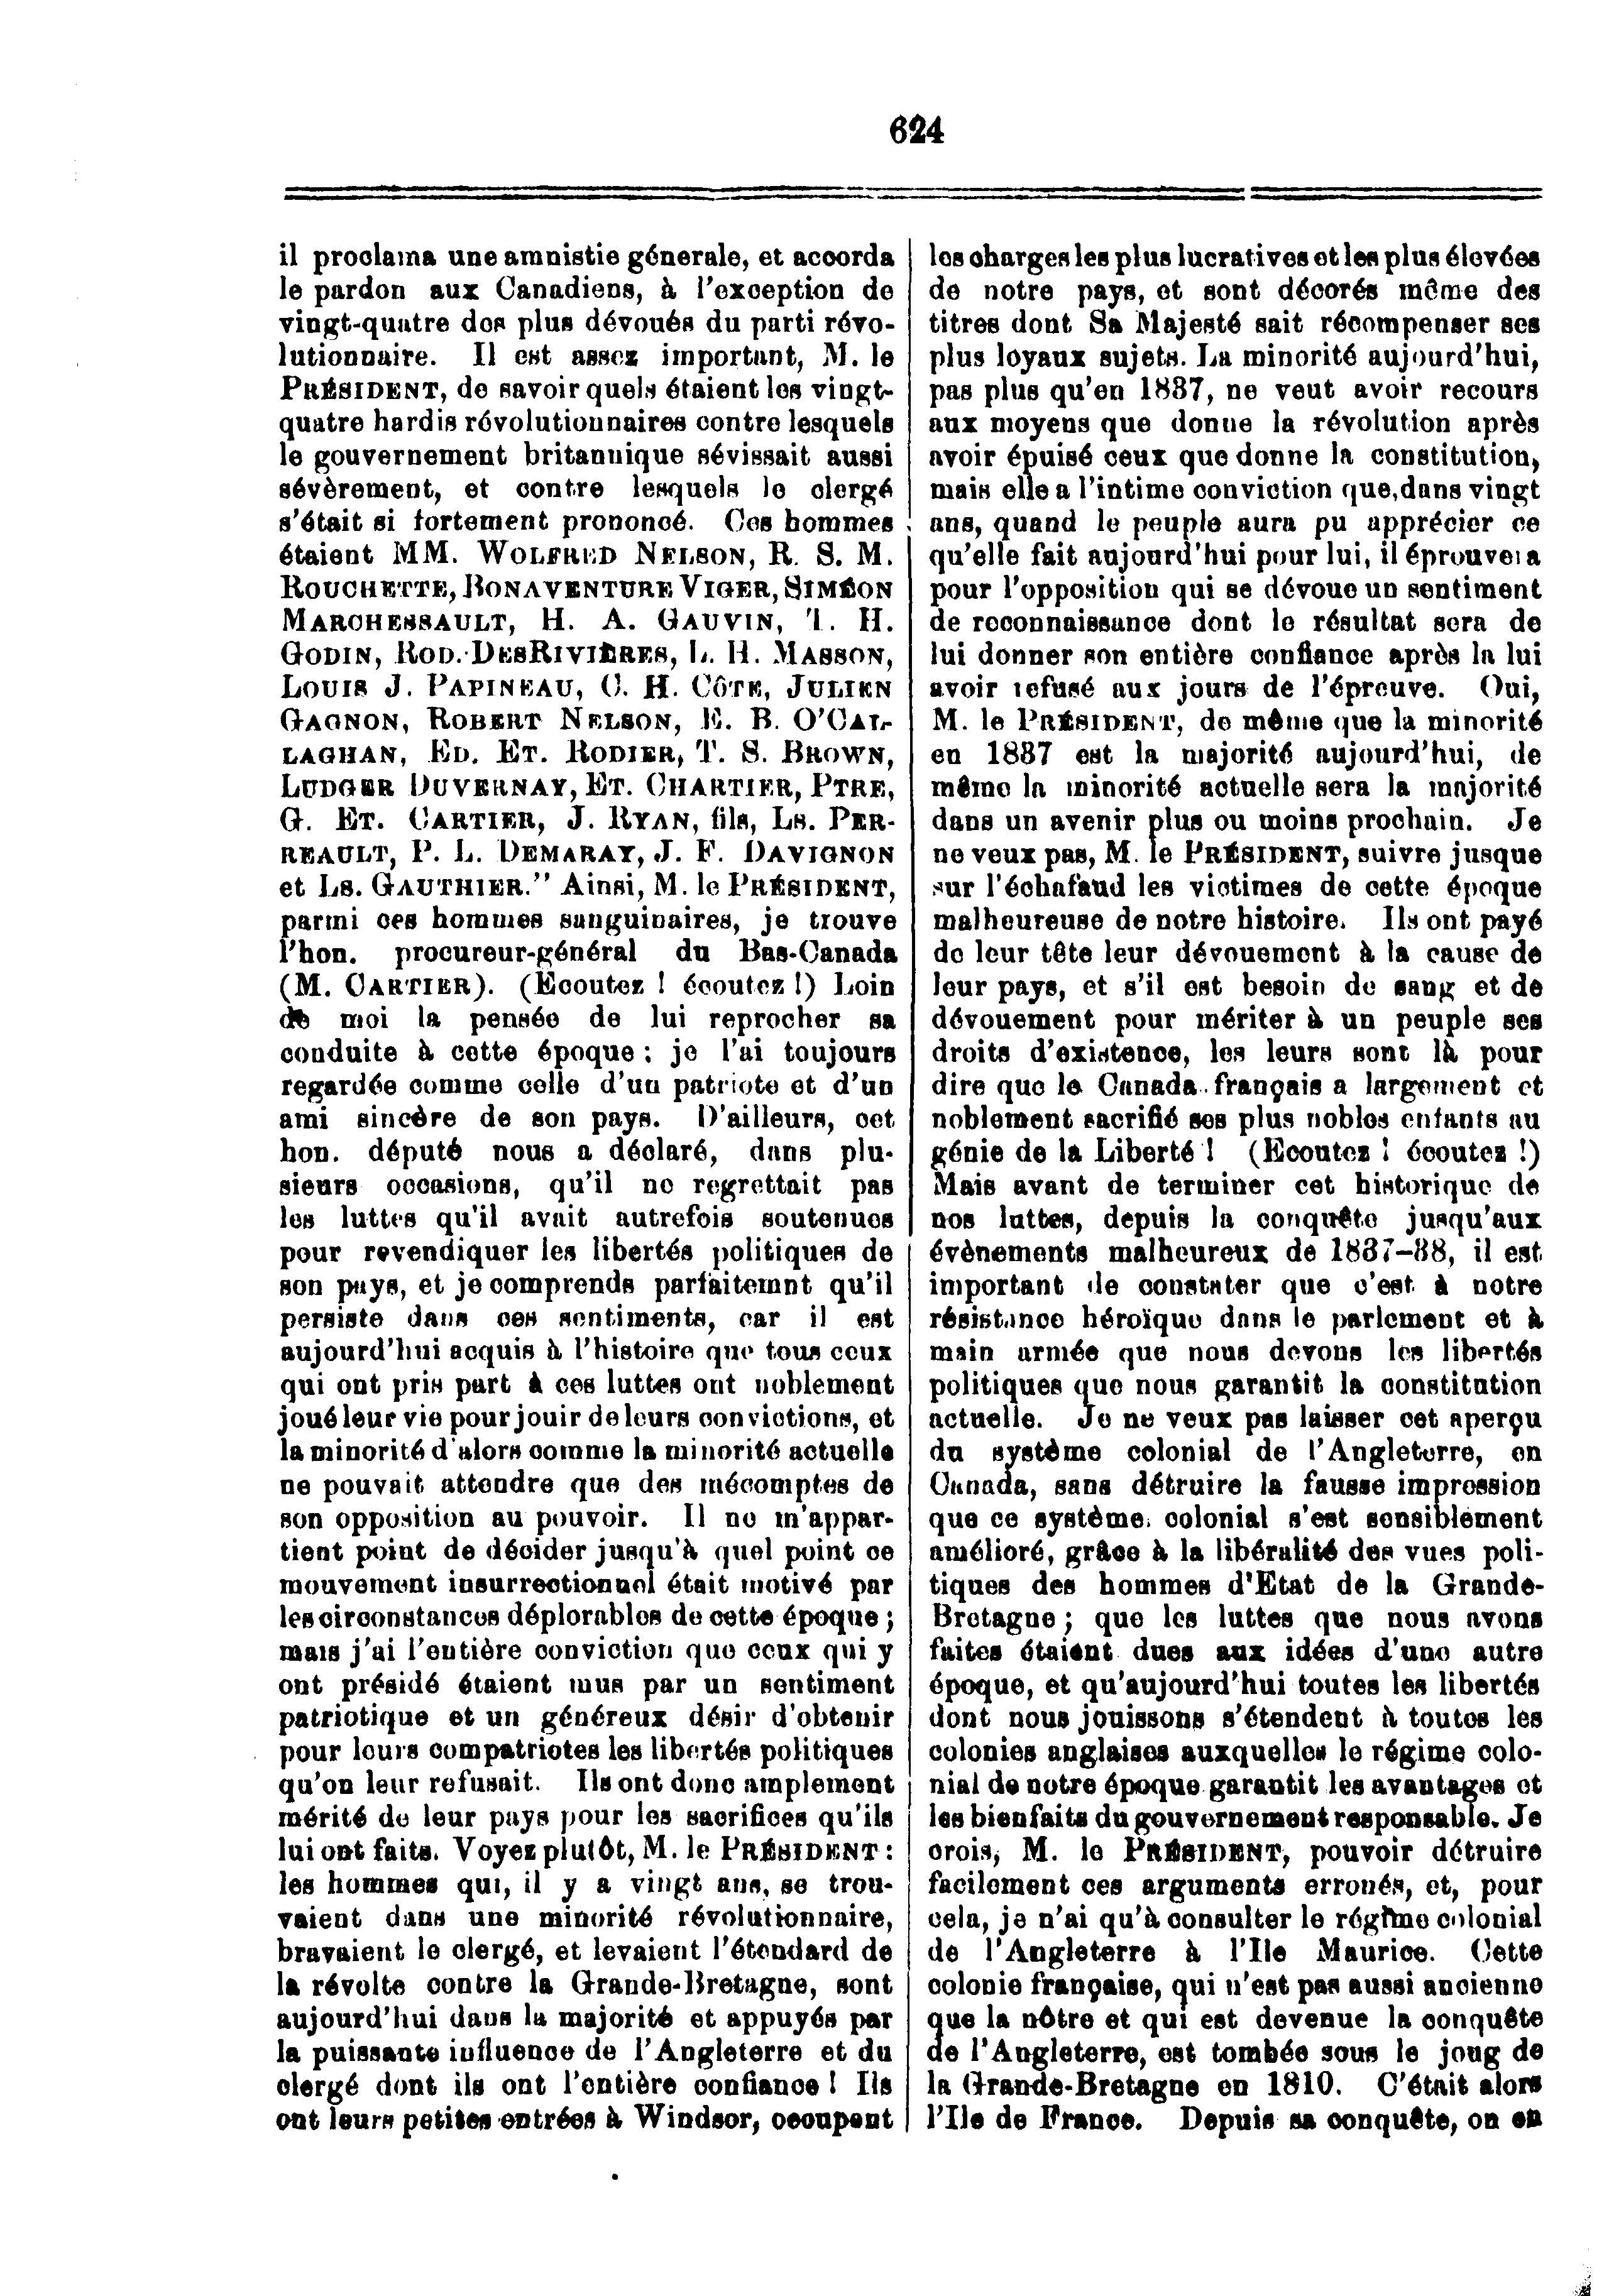 624
il proclama une amnistie génerale, et accorda
le pardon aux Canadiens, à l'exception de
vingt-quatre des plus dévoués du parti révo-
lutionnaire. Il est assez important, M. le
PRÉSIDENT, de savoir quels étaient les vingt-
quatre hardis révolutionnaires contre lesquels
le gouvernement britannique sévissait aussi
sévèrement, et contre lesquels le clergé
s'était si fortement prononcé. Ces hommes
étaient MM. WOLFRED NELSON, R. S. M.
ROUCHETTE, BONAVENTURE VIGER, SIMÉON
MARCHESSAULT, H. A. GAUVIN, T. H.
GODIN, ROD. DESRIVIÈRES, L. H. MASSON,
LOUIS J. PAPINEAU, C. H. CÔTE, JULIEN
GAGNON, ROBERT NELSON, E. B. O'CAL-
LAGHAN, ED. ET. RODIER, T. S. BROWN,
LUDGER DUVERNAY, ET. CHARTIER, PTRE,
G. ET. CARTIER, J. RYAN, fils, LS. PER-
REAULT, P. L. DEMARAY, J. F. DAVIGNON
et LS. GAUTHIER." Ainsi, M. le PRÉSIDENT,
parmi ces hommes sanguinaires, je trouve
l'hon. procureur-général du Bas-Canada
(M. CARTIER). (Ecoutez ! écoutez !) Loin
de moi la pensée de lui reprocher sa
conduite à cette époque ; je l'ai toujours
regardée comme celle d'un patriote et d'un
ami sincère de son pays. D'ailleurs, cet
hon. député nous a déclaré, dans plu-
sieurs occasions, qu'il ne regrettait pas
les luttes qu'il avait autrefois soutenues
pour revendiquer les libertés politiques de
son pays, et je comprends parfaitemnt qu'il
persiste dans ces sentiments, car il est
aujourd'hui acquis à l'histoire que tous ceux
qui ont pris part à ces luttes ont noblement
joué leur vie pour jouir de leurs convictions, et
la minorité d'alors comme la minorité actuelle
ne pouvait attendre que des mécomptes de
son opposition au pouvoir. Il ne m'appar-
tient point de décider jusqu'à quel point ce
mouvement insurrectionnel était motivé par
les circonstances déplorables de cette époque ;
mais j'ai l'entière conviction que ceux qui y
ont présidé étaient mus par un sentiment
patriotique et un généreux désir d'obtenir
pour leurs compatriotes les libertés politiques
qu'on leur refusait. Ils ont donc amplement
mérité de leur pays pour les sacrifices qu'ils
lui ont faits. Voyez plutôt, M. le PRÉSIDENT :
les hommes qui, il y a vingt ans, se trou-
vaient dans une minorité révolutionnaire,
bravaient le clergé, et levaient l'étendard de
la révolte contre la Grande-Bretagne, sont
aujourd'hui dans la majorité et appuyés par
la puissante influence de l'Angleterre et du
clergé dont ils ont l'entière confiance ! Ils
ont leurs petites entrées à Windsor, occupent
les charges les plus lucratives et les plus élevées
de notre pays, et sont décorés même des
titres dont Sa Majesté sait récompenser ses
plus loyaux sujets. La minorité aujourd'hui,
pas plus qu'en 1837, ne veut avoir recours
aux moyens que donne la révolution après
avoir épuisé ceux que donne la constitution,
mais elle a l'intime conviction que, dans vingt
ans, quand le peuple aura pu apprécier ce
qu'elle fait aujourd'hui pour lui, il éprouvera
pour l'opposition qui se dévoue un sentiment
de reconnaissance dont le résultat sera de
lui donner son entière confiance après la lui
avoir refusé aux jours de l'épreuve. Oui,
M. le PRÉSIDENT, de même que la minorité
en 1837 est la majorité aujourd'hui, de
même la minorité actuelle sera la majorité
dans un avenir plus ou moins prochain. Je
ne veux pas, M. le PRÉSIDENT, suivre jusque
sur l'échafaud les victimes de cette époque
malheureuse de notre histoire. Ils ont payé
de leur tête leur dévouement à la cause de
leur pays, et s'il est besoin de sang et de
dévouement pour mériter à un peuple ses
droits d'existence, les leurs sont là pour
dire que le Canada français a largement et
noblement sacrifié ses plus nobles enfants au
génie de la Liberté ! (Ecoutez ! écoutez !)
Mais avant de terminer cet historique de
nos luttes, depuis la conquête jusqu'aux
évènements malheureux de 1837-38, il est
important de constater que c'est à notre
résistance héroïque dans le parlement et à
main armée que nous devons les libertés
politiques que nous garantit la constitution
actuelle. Je ne veux pas laisser cet aperçu
du système colonial de l'Angleterre, en
Canada, sans détruire la fausse impression
que ce système colonial s'est sensiblement
amélioré, grâce à la libéralité des vues poli-
tiques des hommes d'Etat de la Grande-
Bretagne ; que les luttes que nous avons
faites étaient dues aux idées d'une autre
époque, et qu'aujourd'hui toutes les libertés
dont nous jouissons s'étendent à toutes les
colonies anglaises auxquelles le régime colo-
nial de notre époque garantit les avantages et
les bienfaits du gouvernement responsable. Je
crois, M. le PRÉSIDENT, pouvoir détruire
facilement ces arguments erronés, et, pour
cela, je n'ai qu'à consulter le régîme colonial
de l'Angleterre à l'Ile Maurice. Cette
colonie française, qui n'est pas aussi ancienne
que la nôtre et qui est devenue la conquête
de l'Angleterre, est tombée sous le joug de
la Grande-Bretagne en 1810. C'était alors
l'Ile de France. Depuis sa conquête, on en